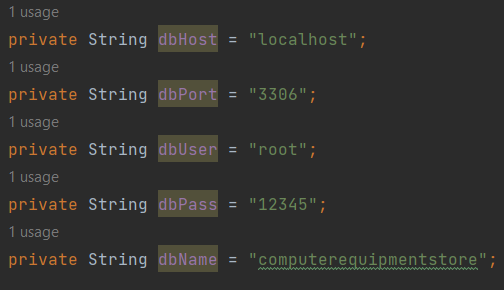 1 usage
private String dbHost = "localhost";
1 usage
private String dbPort = "3306";
1 usage
private String dbUser = "root";
1 usage
private String dbPass = "12345";
1 usage
private String dbName = "computerequipmentstore";